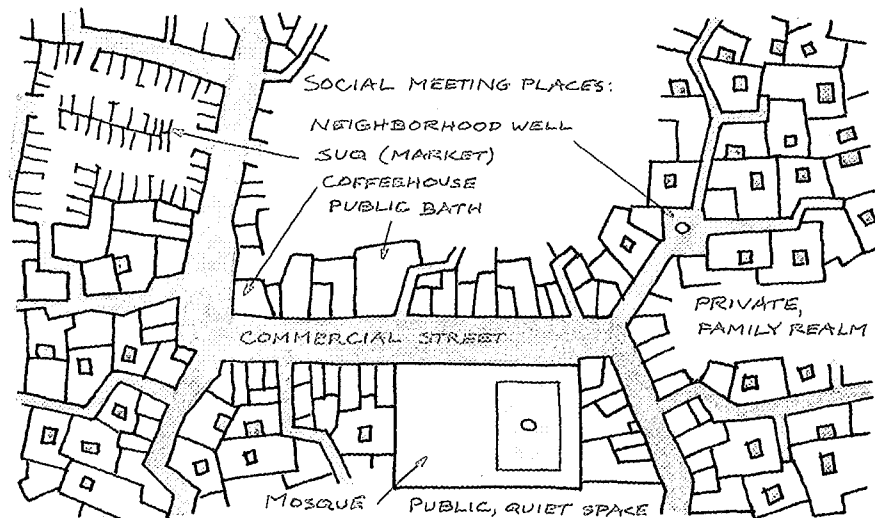 SOCIAL MEETING PLACES:
NEIGHBORHOOD WELL
SUQ (MARKET)
COFFEEHOUSE
PUBLIC BATH
PRIVATE,
FAMILY REALM
COMMERCIAL STREET
MOSQUE
PUBLIC, QUIET SPACE